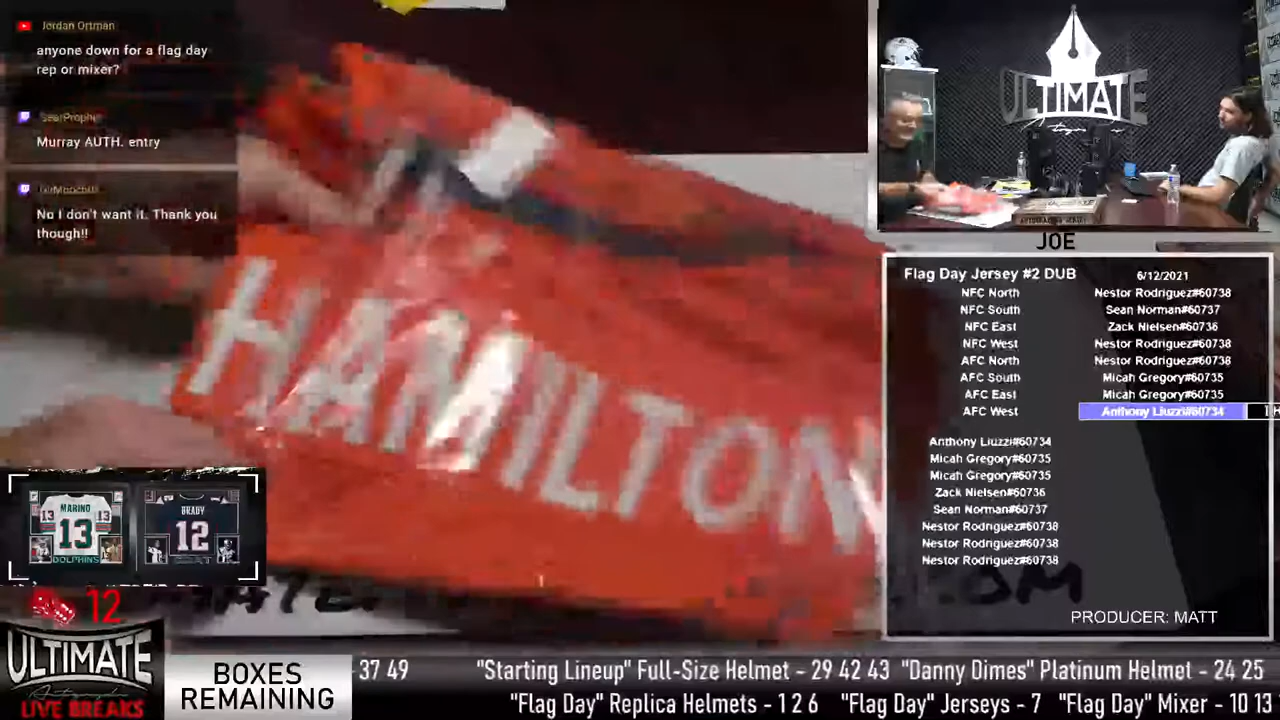 Jordan Ortman
anyone down for a flag day
rep or mixer?
Murray AUTH. entry
No I don't want it. Thank you
though!!
HAMILTON
ULTIMATE
JOE
Flag Day Jersey #2 DUB 6/12/2021
NFC North Nestor Rodriguez#60738
NFC South Sean Norman#60737
NFC East Zack Nielsen#60736
NFC West Nestor Rodriguez#60738
AFC North Nestor Rodriguez#60738
AFC South Micah Gregory#60735
AFC East Micah Gregory#60735
AFC West Anthony Liuzzi#60734
Anthony Liuzzi#60734
Micah Gregory#60735
Micah Gregory#60735
Zack Nielsen#60736
Sean Norman#60737
Nestor Rodriguez#60738
Nestor Rodriguez#60738
Nestor Rodriguez#60738
PRODUCER: MATT
MARINO
13 13
13
DOLPHINS
BRADY
12
12
ULTIMATE
LIVE BREAKS
BOXES
REMAINING
37 49 "Starting Lineup" Full-Size Helmet - 29 42 43 "Danny Dimes" Platinum Helmet - 24 25
"Flag Day" Replica Helmets - 1 2 6 "Flag Day" Jerseys - 7 "Flag Day" Mixer - 10 13